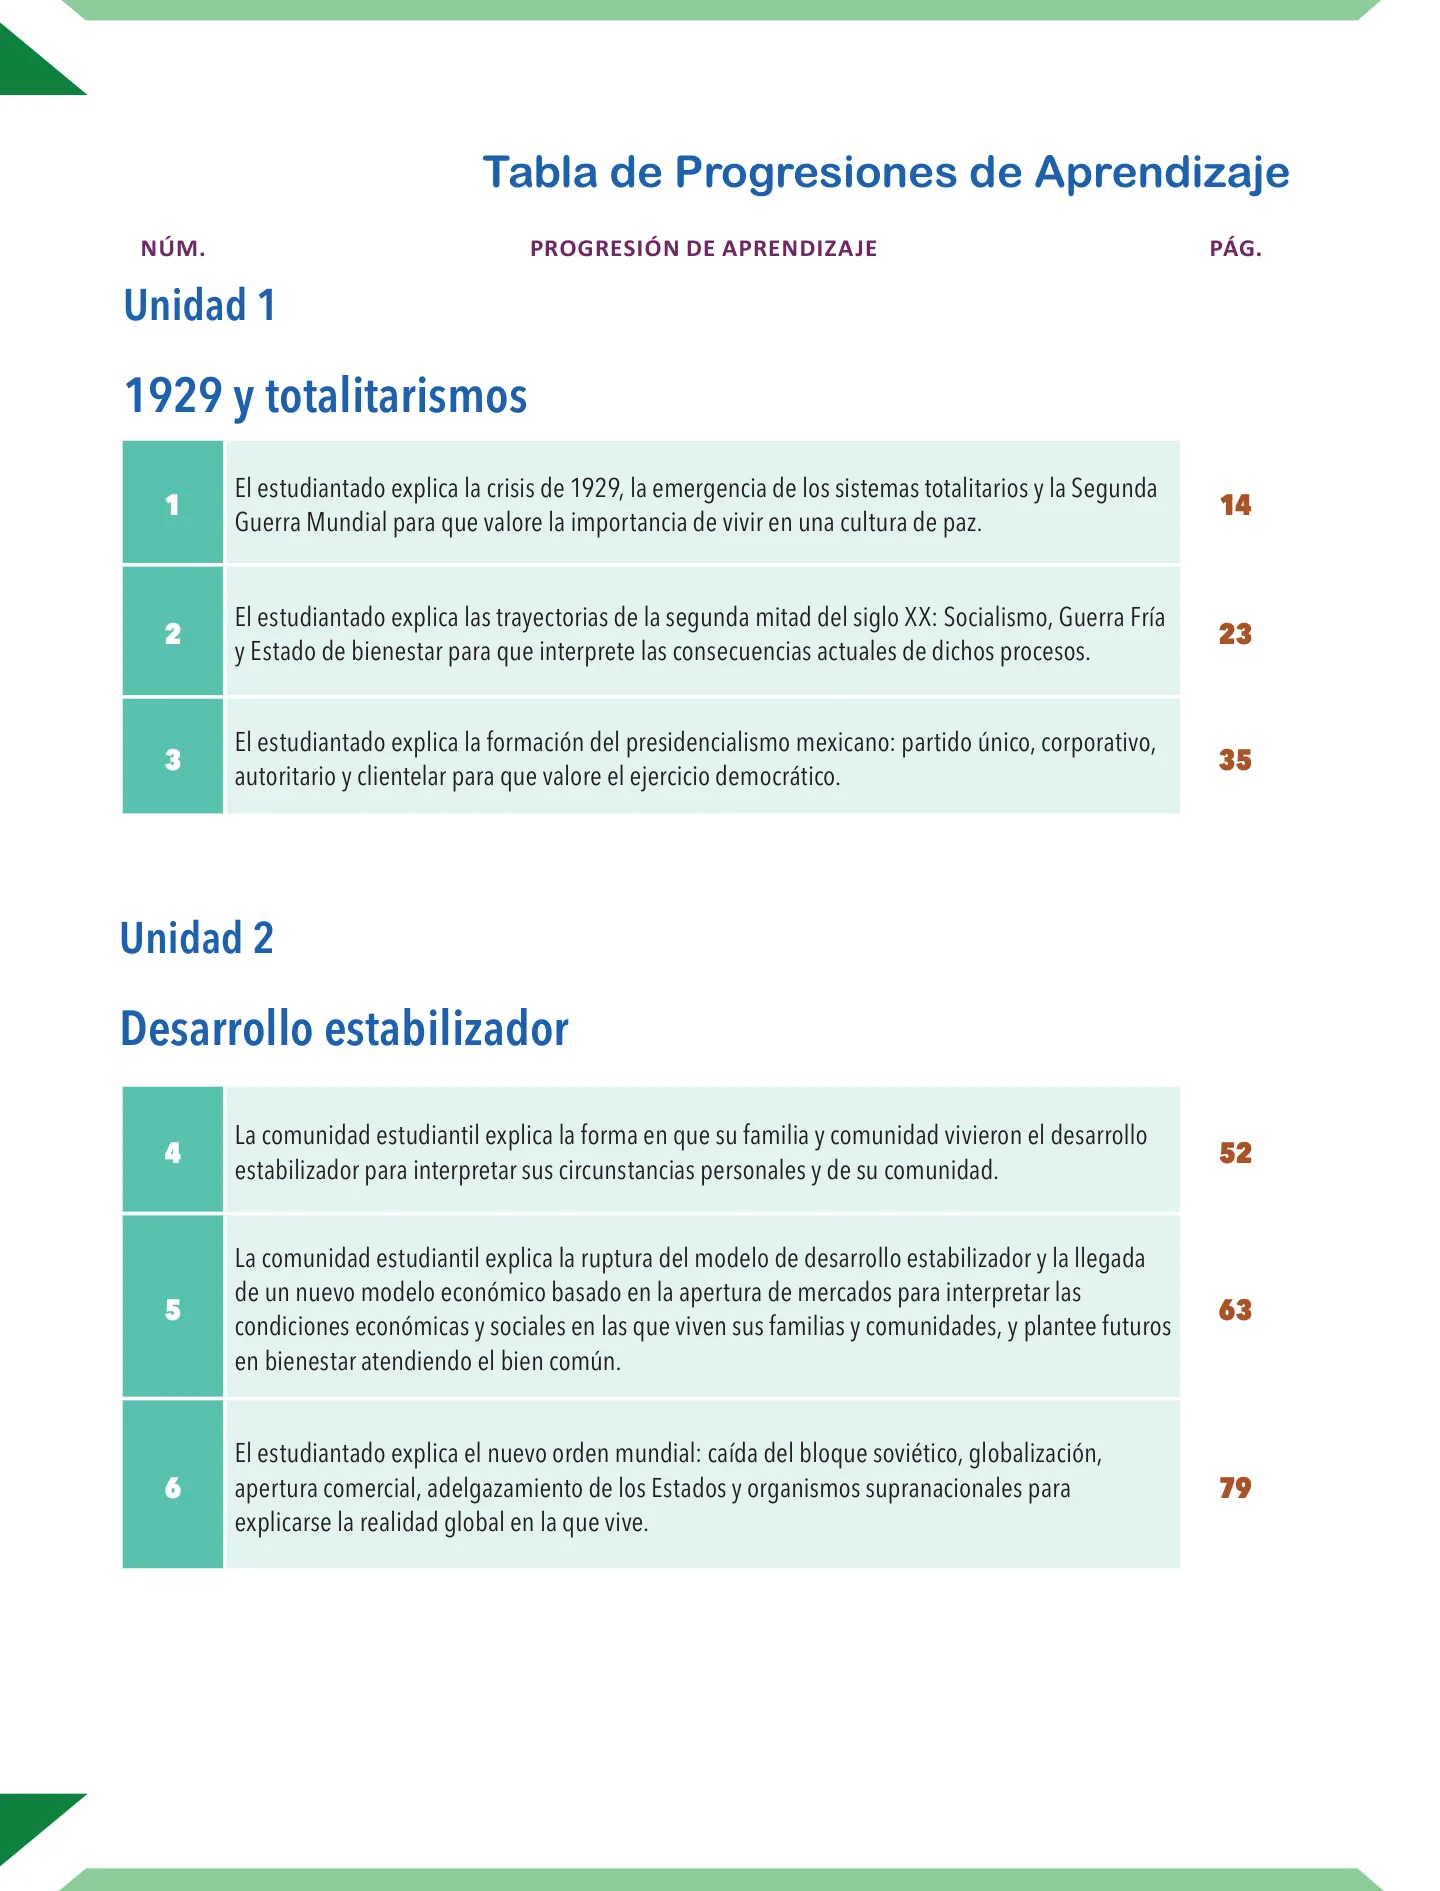 Tabla de Progresiones de Aprendizaje
NÚM. PROGRESIÓN DE APRENDIZAJE PÁG.
Unidad 1
1929 y totalitarismos
1
El estudiantado explica la crisis de 1929, la emergencia de los sistemas totalitarios y la Segunda
Guerra Mundial para que valore la importancia de vivir en una cultura de paz.
14
2
El estudiantado explica las trayectorias de la segunda mitad del siglo XX: Socialismo, Guerra Fría
y Estado de bienestar para que interprete las consecuencias actuales de dichos procesos.
23
3
El estudiantado explica la formación del presidencialismo mexicano: partido único, corporativo,
autoritario y clientelar para que valore el ejercicio democrático.
35
Unidad 2
Desarrollo estabilizador
4
La comunidad estudiantil explica la forma en que su familia y comunidad vivieron el desarrollo
estabilizador para interpretar sus circunstancias personales y de su comunidad.
52
5
La comunidad estudiantil explica la ruptura del modelo de desarrollo estabilizador y la llegada
de un nuevo modelo económico basado en la apertura de mercados para interpretar las
condiciones económicas y sociales en las que viven sus familias y comunidades, y plantee futuros
en bienestar atendiendo el bien común.
63
6
El estudiantado explica el nuevo orden mundial: caída del bloque soviético, globalización,
apertura comercial, adelgazamiento de los Estados y organismos supranacionales para
explicarse la realidad global en la que vive.
79